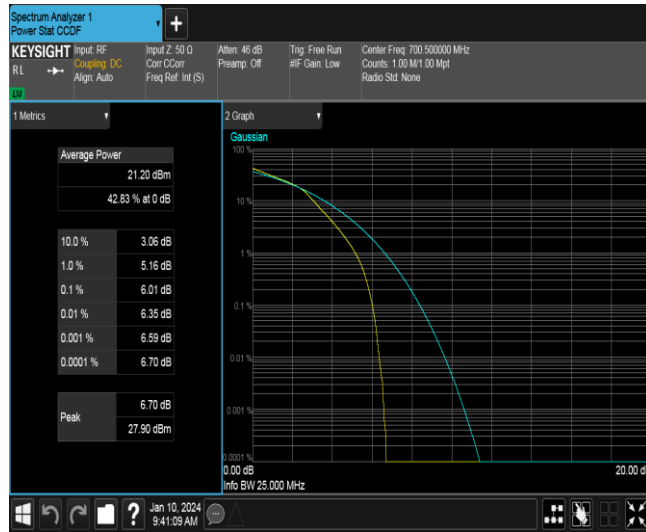 Spectrum Analyzer 1
Power Stat CCDF
+
KEYSIGHT
RL
LXI
Input: RF
Coupling: DC
Align: Auto
Input Z: 50 Ω
Corr CCorr
Freq Ref: Int (S)
Atten: 46 dB
Preamp: Off
Trig: Free Run
#IF Gain: Low
Center Freq: 700.500000 MHz
Counts: 1.00 M/1.00 Mpt
Radio Std: None
1 Metrics
Average Power
21.20 dBm
42.83 % at 0 dB
10.0 % 3.06 dB
1.0 % 5.16 dB
0.1 % 6.01 dB
0.01 % 6.35 dB
0.001 % 6.59 dB
0.0001 % 6.70 dB
Peak
6.70 dB
27.90 dBm
2 Graph
Gaussian
100 %
10 %
1 %
0.1 %
0.01 %
0.001 %
0.0001 %
0.00 dB
20.00 dB
Info BW 25.000 MHz
?
Jan 10, 2024
9:41:09 AM